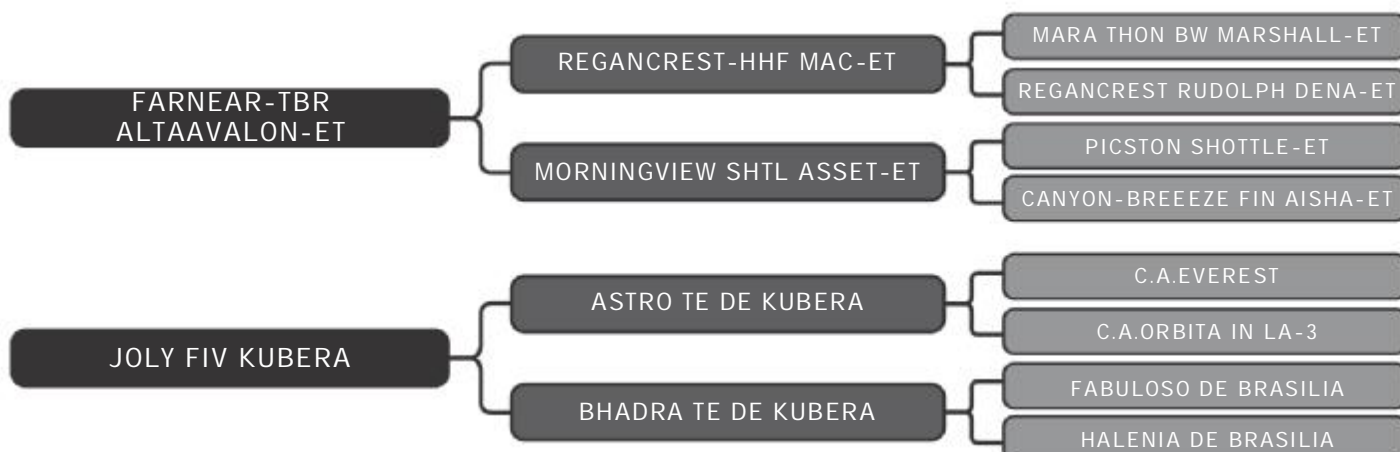 FARNEAR-TBR
ALTAAVALON-ET
REGANCREST-HHF MAC-ET
MORNINGVIEW SHTL ASSET-ET
MARA THON BW MARSHALL-ET
REGANCREST RUDOLPH DENA-ET
PICSTON SHOTTLE-ET
CANYON-BREEEZE FIN AISHA-ET
JOLY FIV KUBERA
ASTRO TE DE KUBERA
BHADRA TE DE KUBERA
C.A.EVEREST
C.A.ORBITA IN LA-3
FABULOSO DE BRASILIA
HALENIA DE BRASILIA